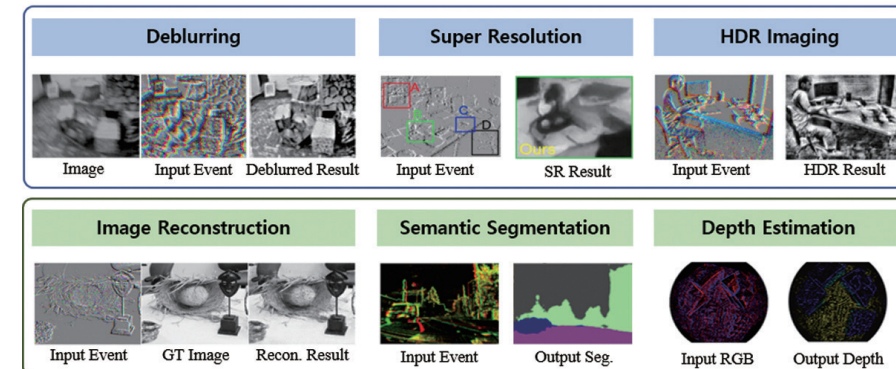 Deblurring
Super Resolution
HDR Imaging
A
C
D
Ours
Image
Input Event
Deblurred Result
Input Event
SR Result
Input Event
HDR Result
Image Reconstruction
Semantic Segmentation
Depth Estimation
Input Event
GT Image
Recon. Result
Input Event
Output Seg.
Input RGB
Output Depth